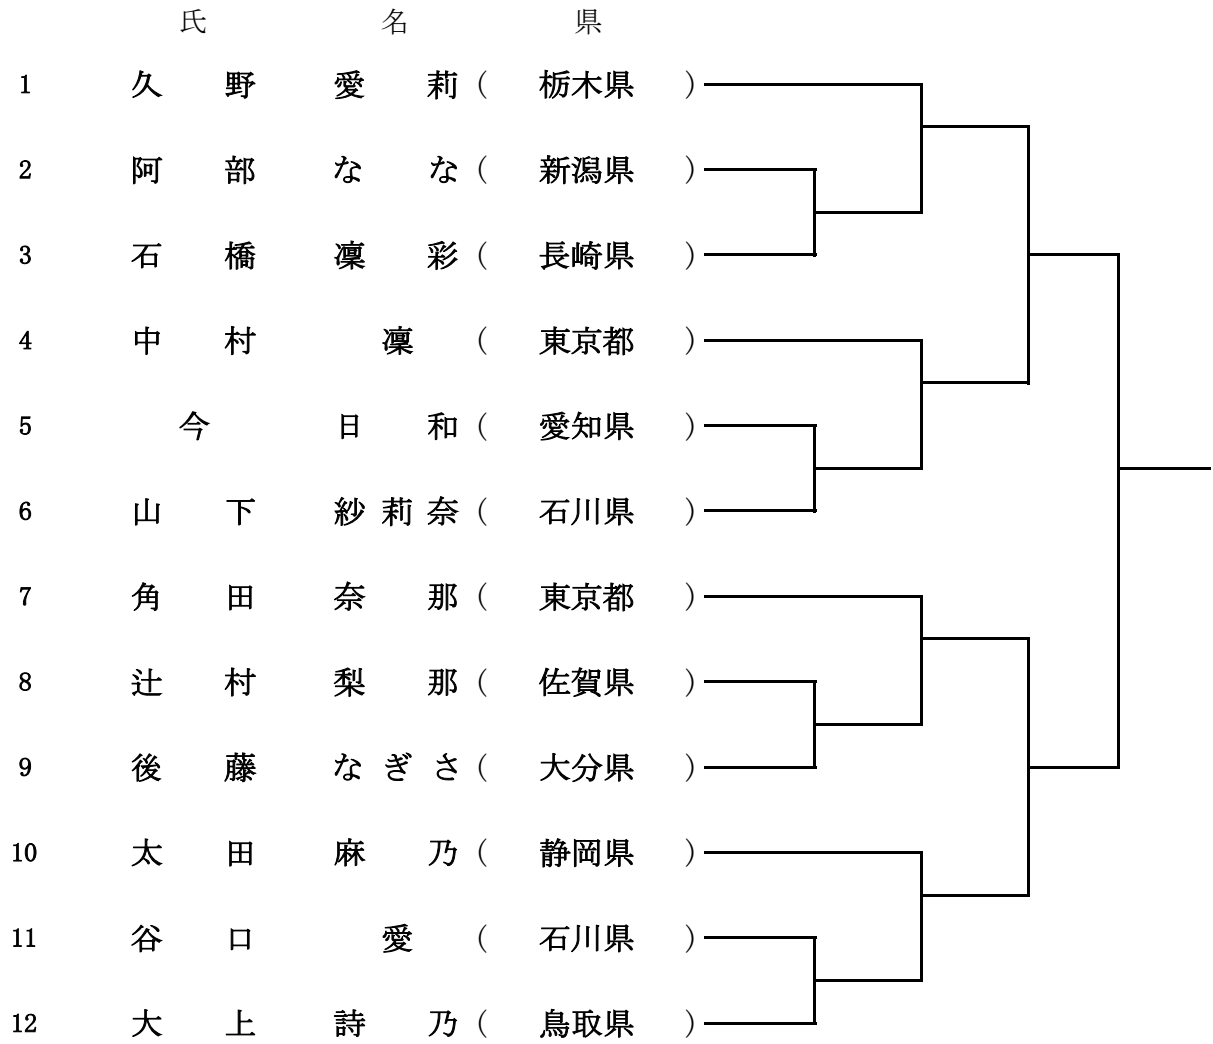 氏 名 県
1 久野 愛莉 ( 栃木県 )
2 阿部 なな ( 新潟県 )
3 石橋 凜彩 ( 長崎県 )
4 中村 凜 ( 東京都 )
5 今 日和 ( 愛知県 )
6 山下 紗莉奈 ( 石川県 )
7 角田 奈那 ( 東京都 )
8 辻村 梨那 ( 佐賀県 )
9 後藤 なぎさ ( 大分県 )
10 太田 麻乃 ( 静岡県 )
11 谷口 愛 ( 石川県 )
12 大上 詩乃 ( 鳥取県 )